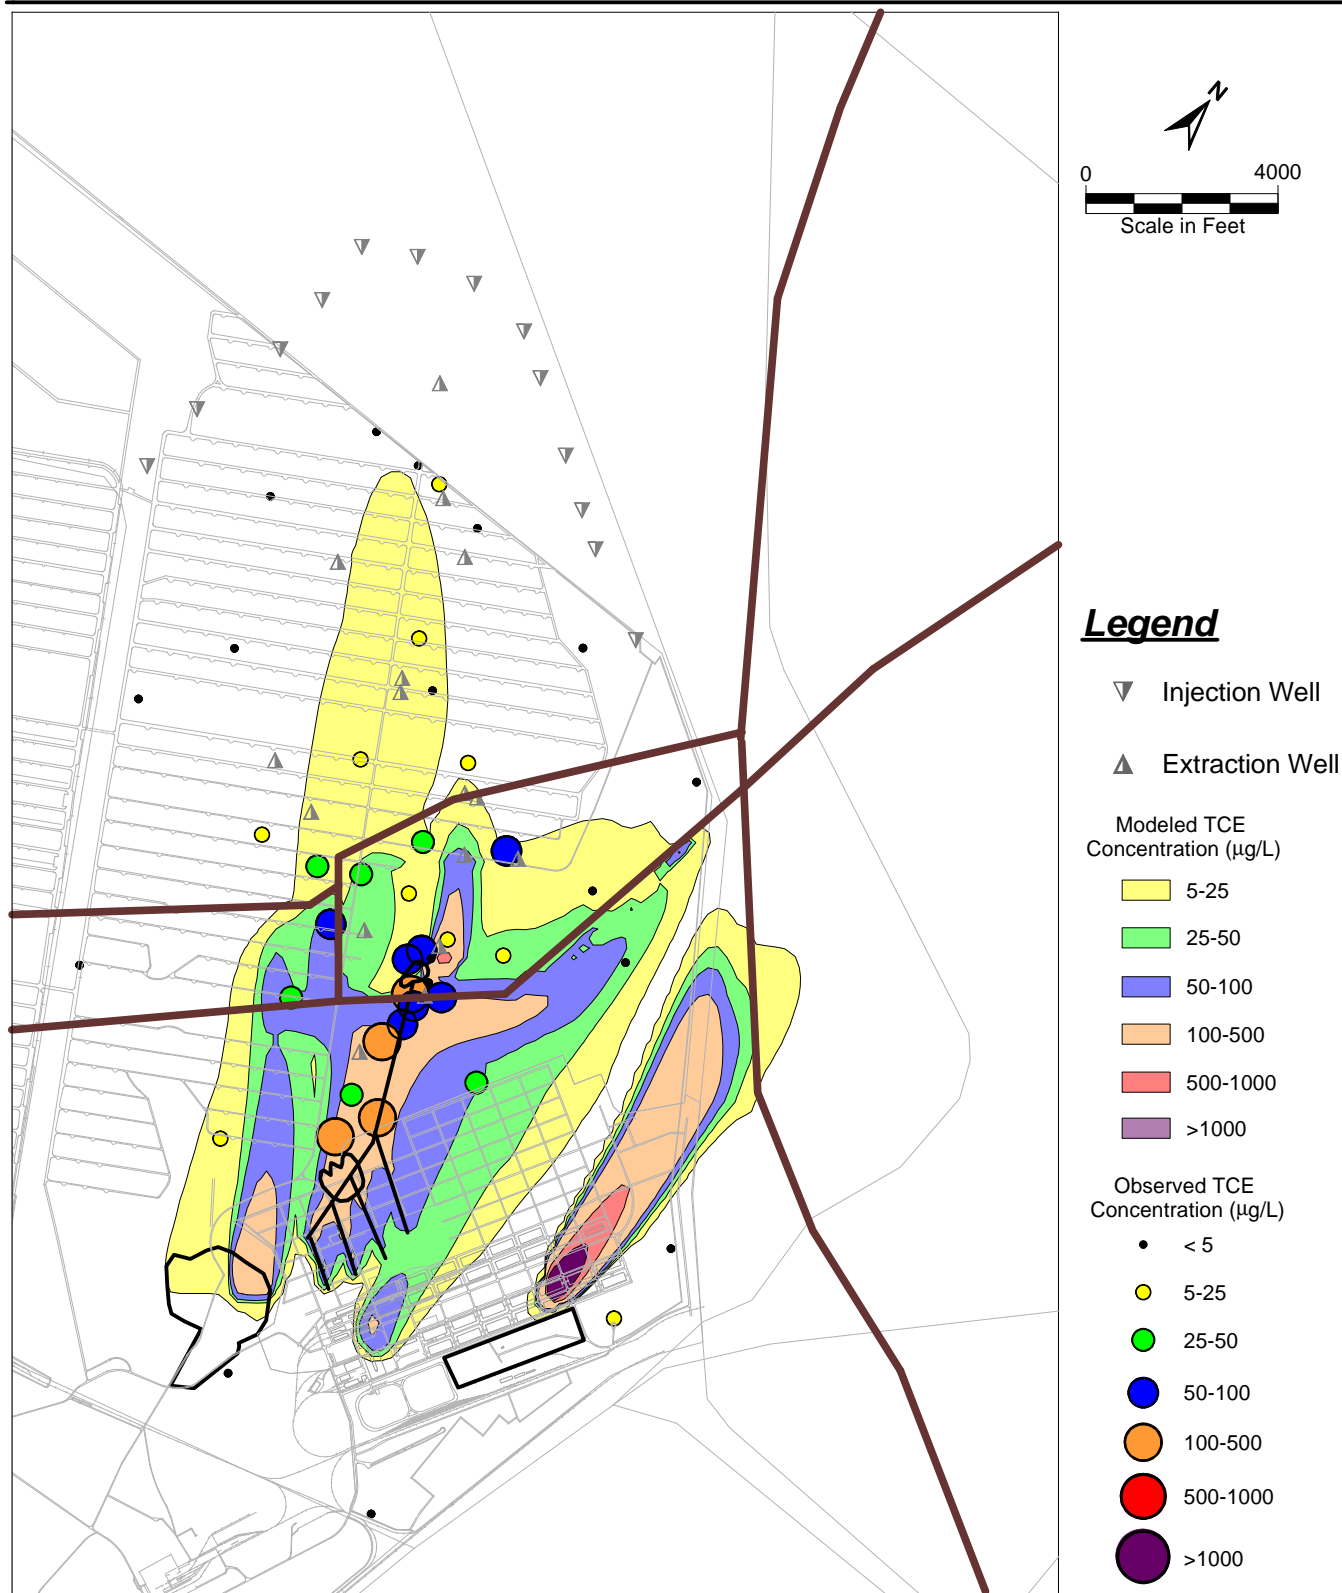 N
0 4000
Scale in Feet
Legend
Injection Well
Extraction Well
Modeled TCE
Concentration (µg/L)
5-25
25-50
50-100
100-500
500-1000
>1000
Observed TCE
Concentration (µg/L)
< 5
5-25
25-50
50-100
100-500
500-1000
>1000